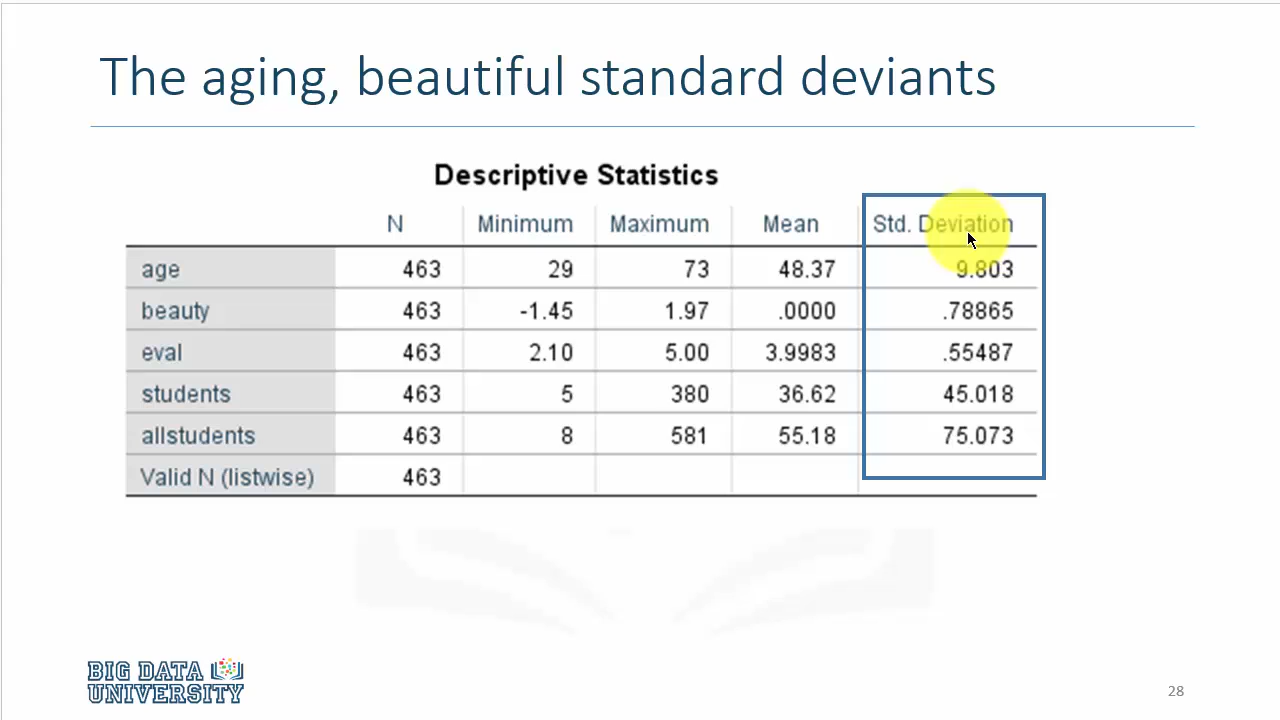 The aging, beautiful standard deviants
Descriptive Statistics
N Minimum Maximum Mean Std. Deviation
age 463 29 73 48.37 9.803
beauty 463 -1.45 1.97 .0000 .78865
eval 463 2.10 5.00 3.9983 .55487
students 463 5 380 36.62 45.018
allstudents 463 8 581 55.18 75.073
Valid N (listwise) 463
BIG DATA
UNIVERSITY
28